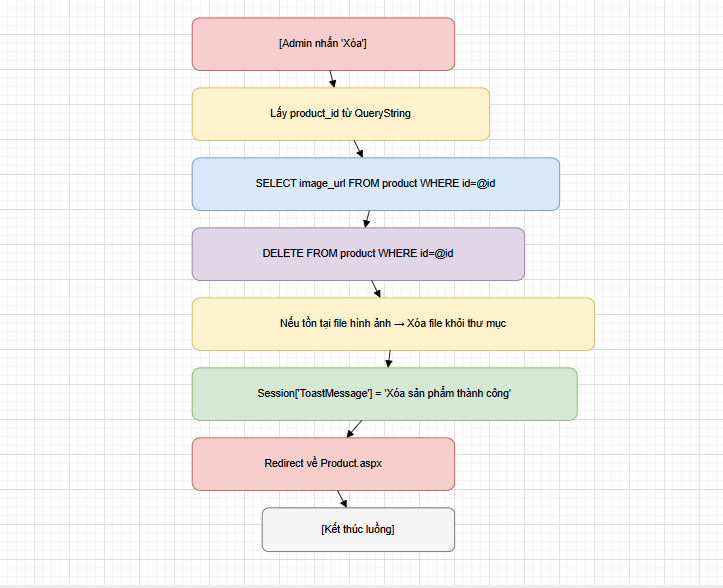 [Admin nhấn 'Xóa']
Lấy product_id từ QueryString
SELECT image_url FROM product WHERE id=@id
DELETE FROM product WHERE id=@id
Nếu tồn tại file hình ảnh → Xóa file khỏi thư mục
Session['ToastMessage'] = 'Xóa sản phẩm thành công'
Redirect về Product.aspx
[Kết thúc luồng]